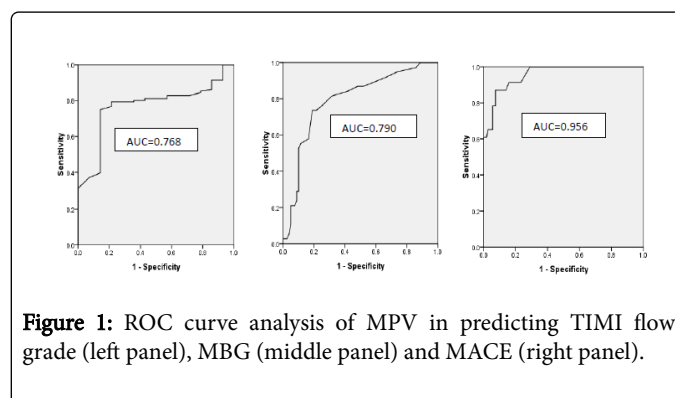 1.0
0.8
0.6
0.4
0.2
0.0
Sensitivity
AUC=0.768
0.0 0.2 0.4 0.6 0.8 1.0
1 - Specificity
1.0
0.8
0.6
0.4
0.2
0.0
Sensitivity
AUC=0.790
0.0 0.2 0.4 0.6 0.8 1.0
1 - Specificity
1.0
0.8
0.6
0.4
0.2
0.0
Sensitivity
AUC=0.956
0.0 0.2 0.4 0.6 0.8 1.0
1 - Specificity
Figure 1: ROC curve analysis of MPV in predicting TIMI flow
grade (left panel), MBG (middle panel) and MACE (right panel).